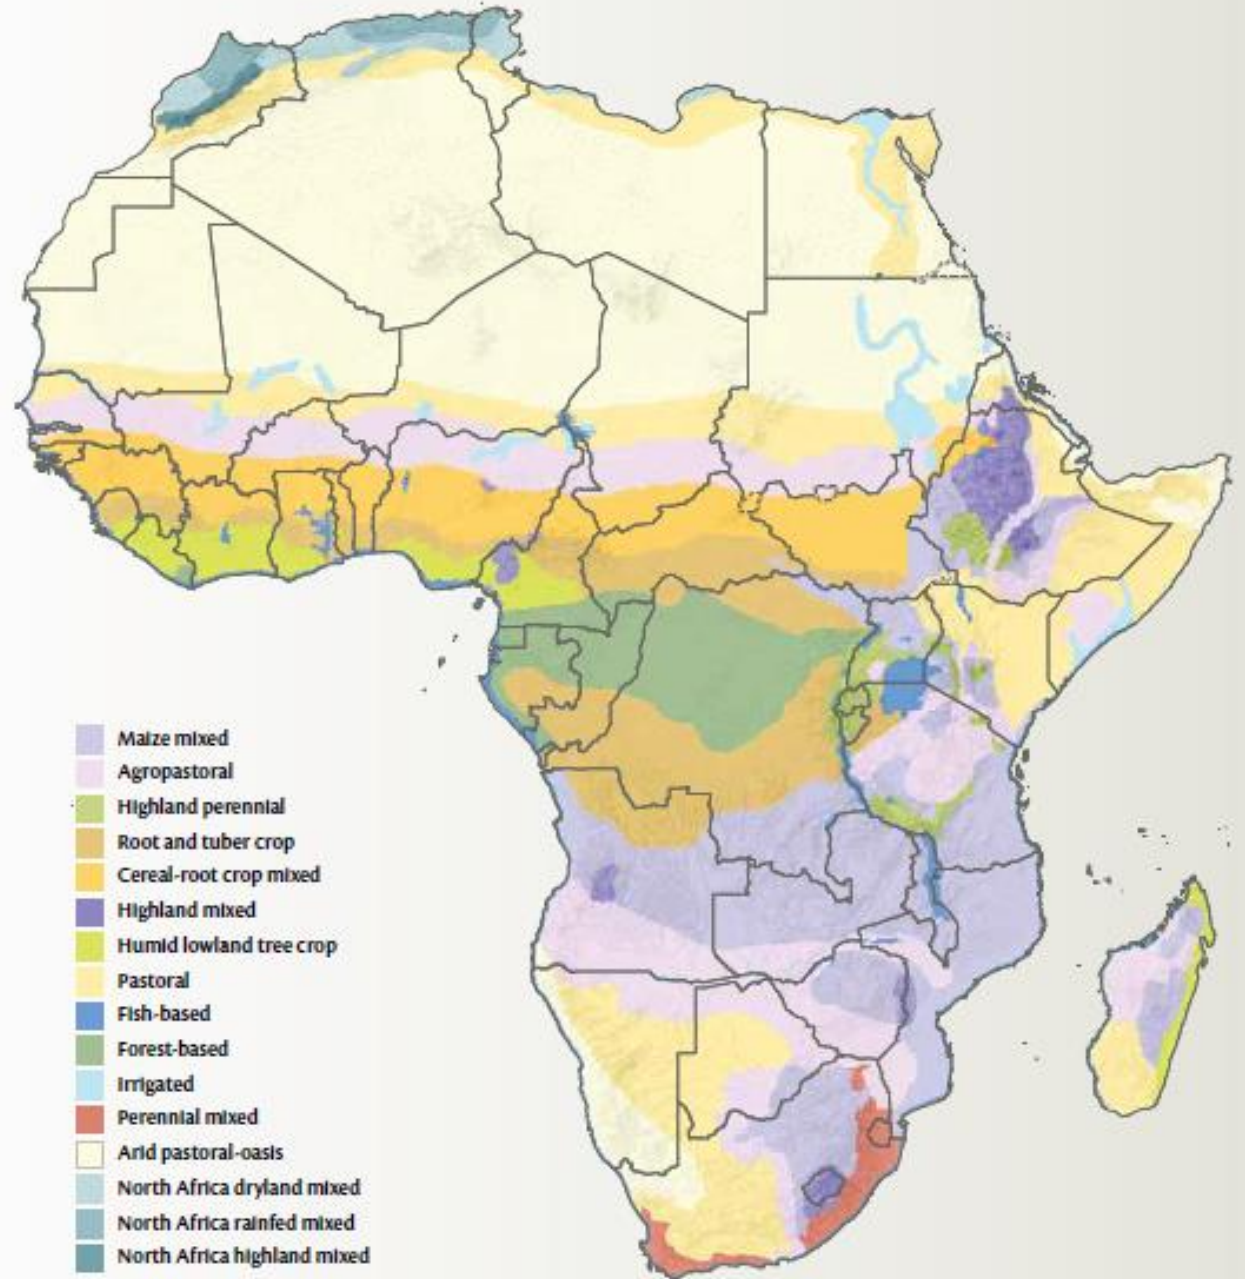 Maize mixed
Agropastoral
Highland perennial
Root and tuber crop
Cereal-root crop mixed
Highland mixed
Humid lowland tree crop
Pastoral
Fish-based
Forest-based
Irrigated
Perennial mixed
Arid pastoral-oasis
North Africa dryland mixed
North Africa rainfed mixed
North Africa highland mixed